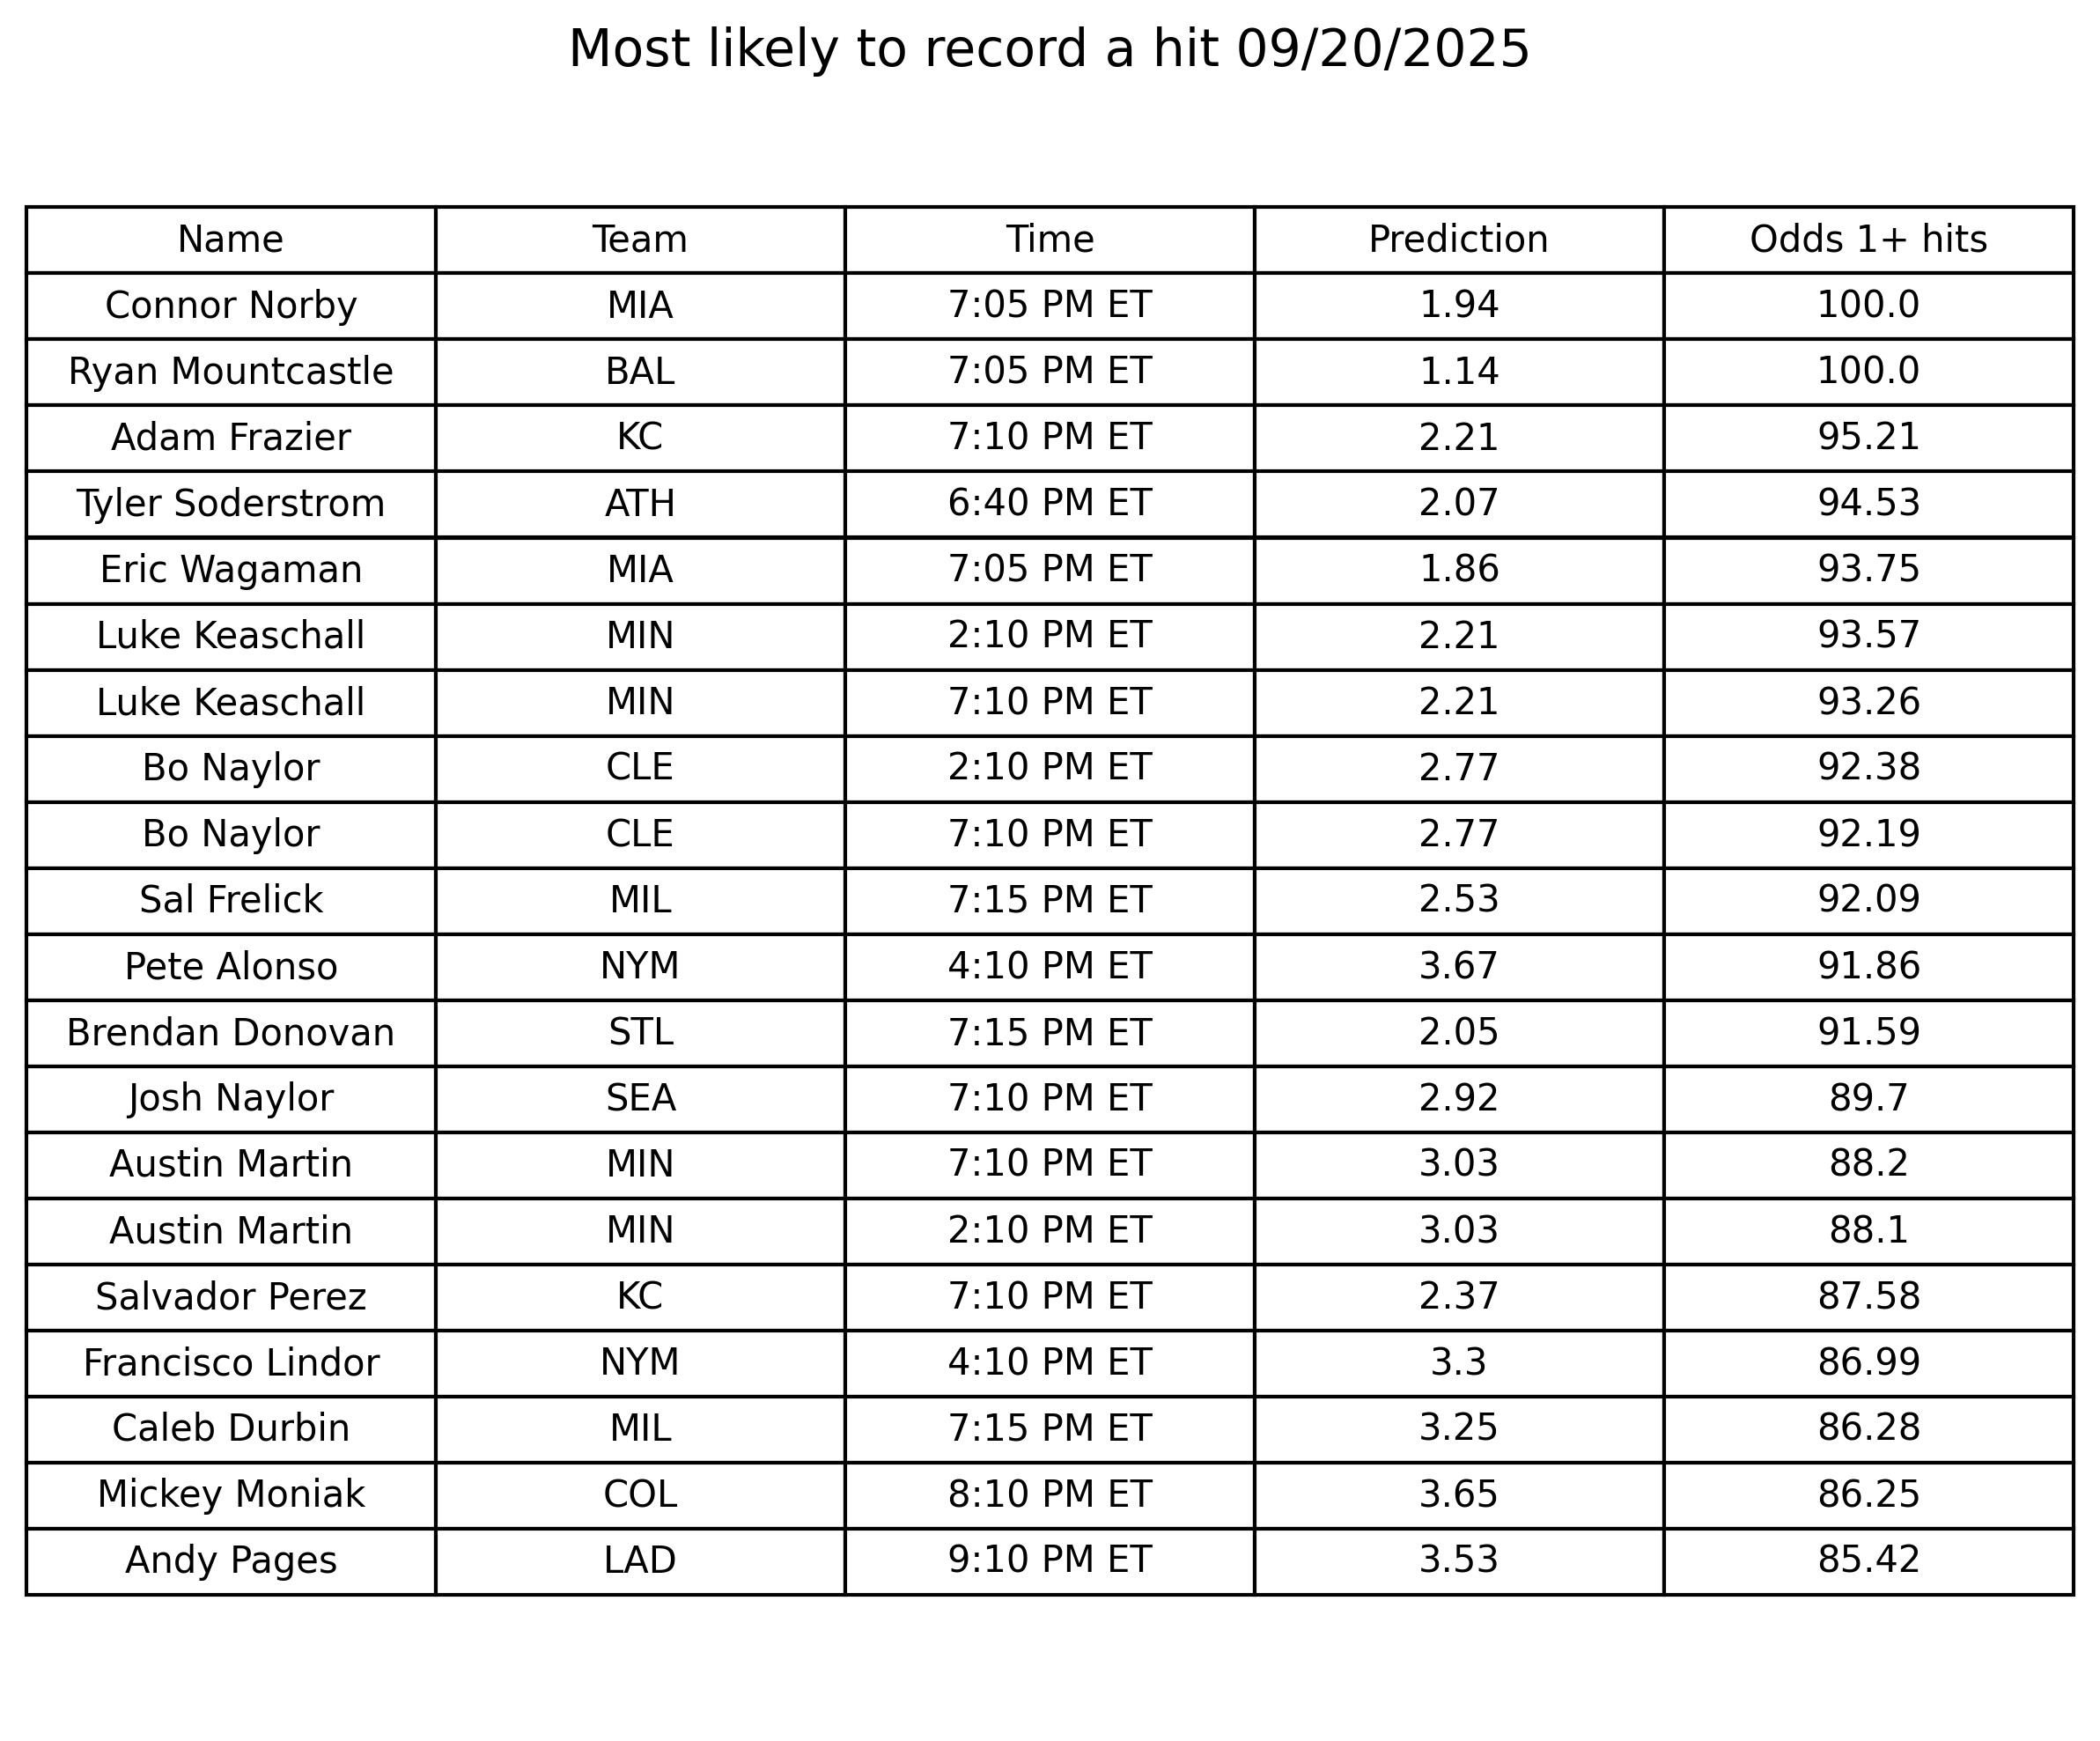 Most likely to record a hit 09/20/2025
Name Team Time Prediction Odds 1+ hits
Connor Norby MIA 7:05 PM ET 1.94 100.0
Ryan Mountcastle BAL 7:05 PM ET 1.14 100.0
Adam Frazier KC 7:10 PM ET 2.21 95.21
Tyler Soderstrom ATH 6:40 PM ET 2.07 94.53
Eric Wagaman MIA 7:05 PM ET 1.86 93.75
Luke Keaschall MIN 2:10 PM ET 2.21 93.57
Luke Keaschall MIN 7:10 PM ET 2.21 93.26
Bo Naylor CLE 2:10 PM ET 2.77 92.38
Bo Naylor CLE 7:10 PM ET 2.77 92.19
Sal Frelick MIL 7:15 PM ET 2.53 92.09
Pete Alonso NYM 4:10 PM ET 3.67 91.86
Brendan Donovan STL 7:15 PM ET 2.05 91.59
Josh Naylor SEA 7:10 PM ET 2.92 89.7
Austin Martin MIN 7:10 PM ET 3.03 88.2
Austin Martin MIN 2:10 PM ET 3.03 88.1
Salvador Perez KC 7:10 PM ET 2.37 87.58
Francisco Lindor NYM 4:10 PM ET 3.3 86.99
Caleb Durbin MIL 7:15 PM ET 3.25 86.28
Mickey Moniak COL 8:10 PM ET 3.65 86.25
Andy Pages LAD 9:10 PM ET 3.53 85.42